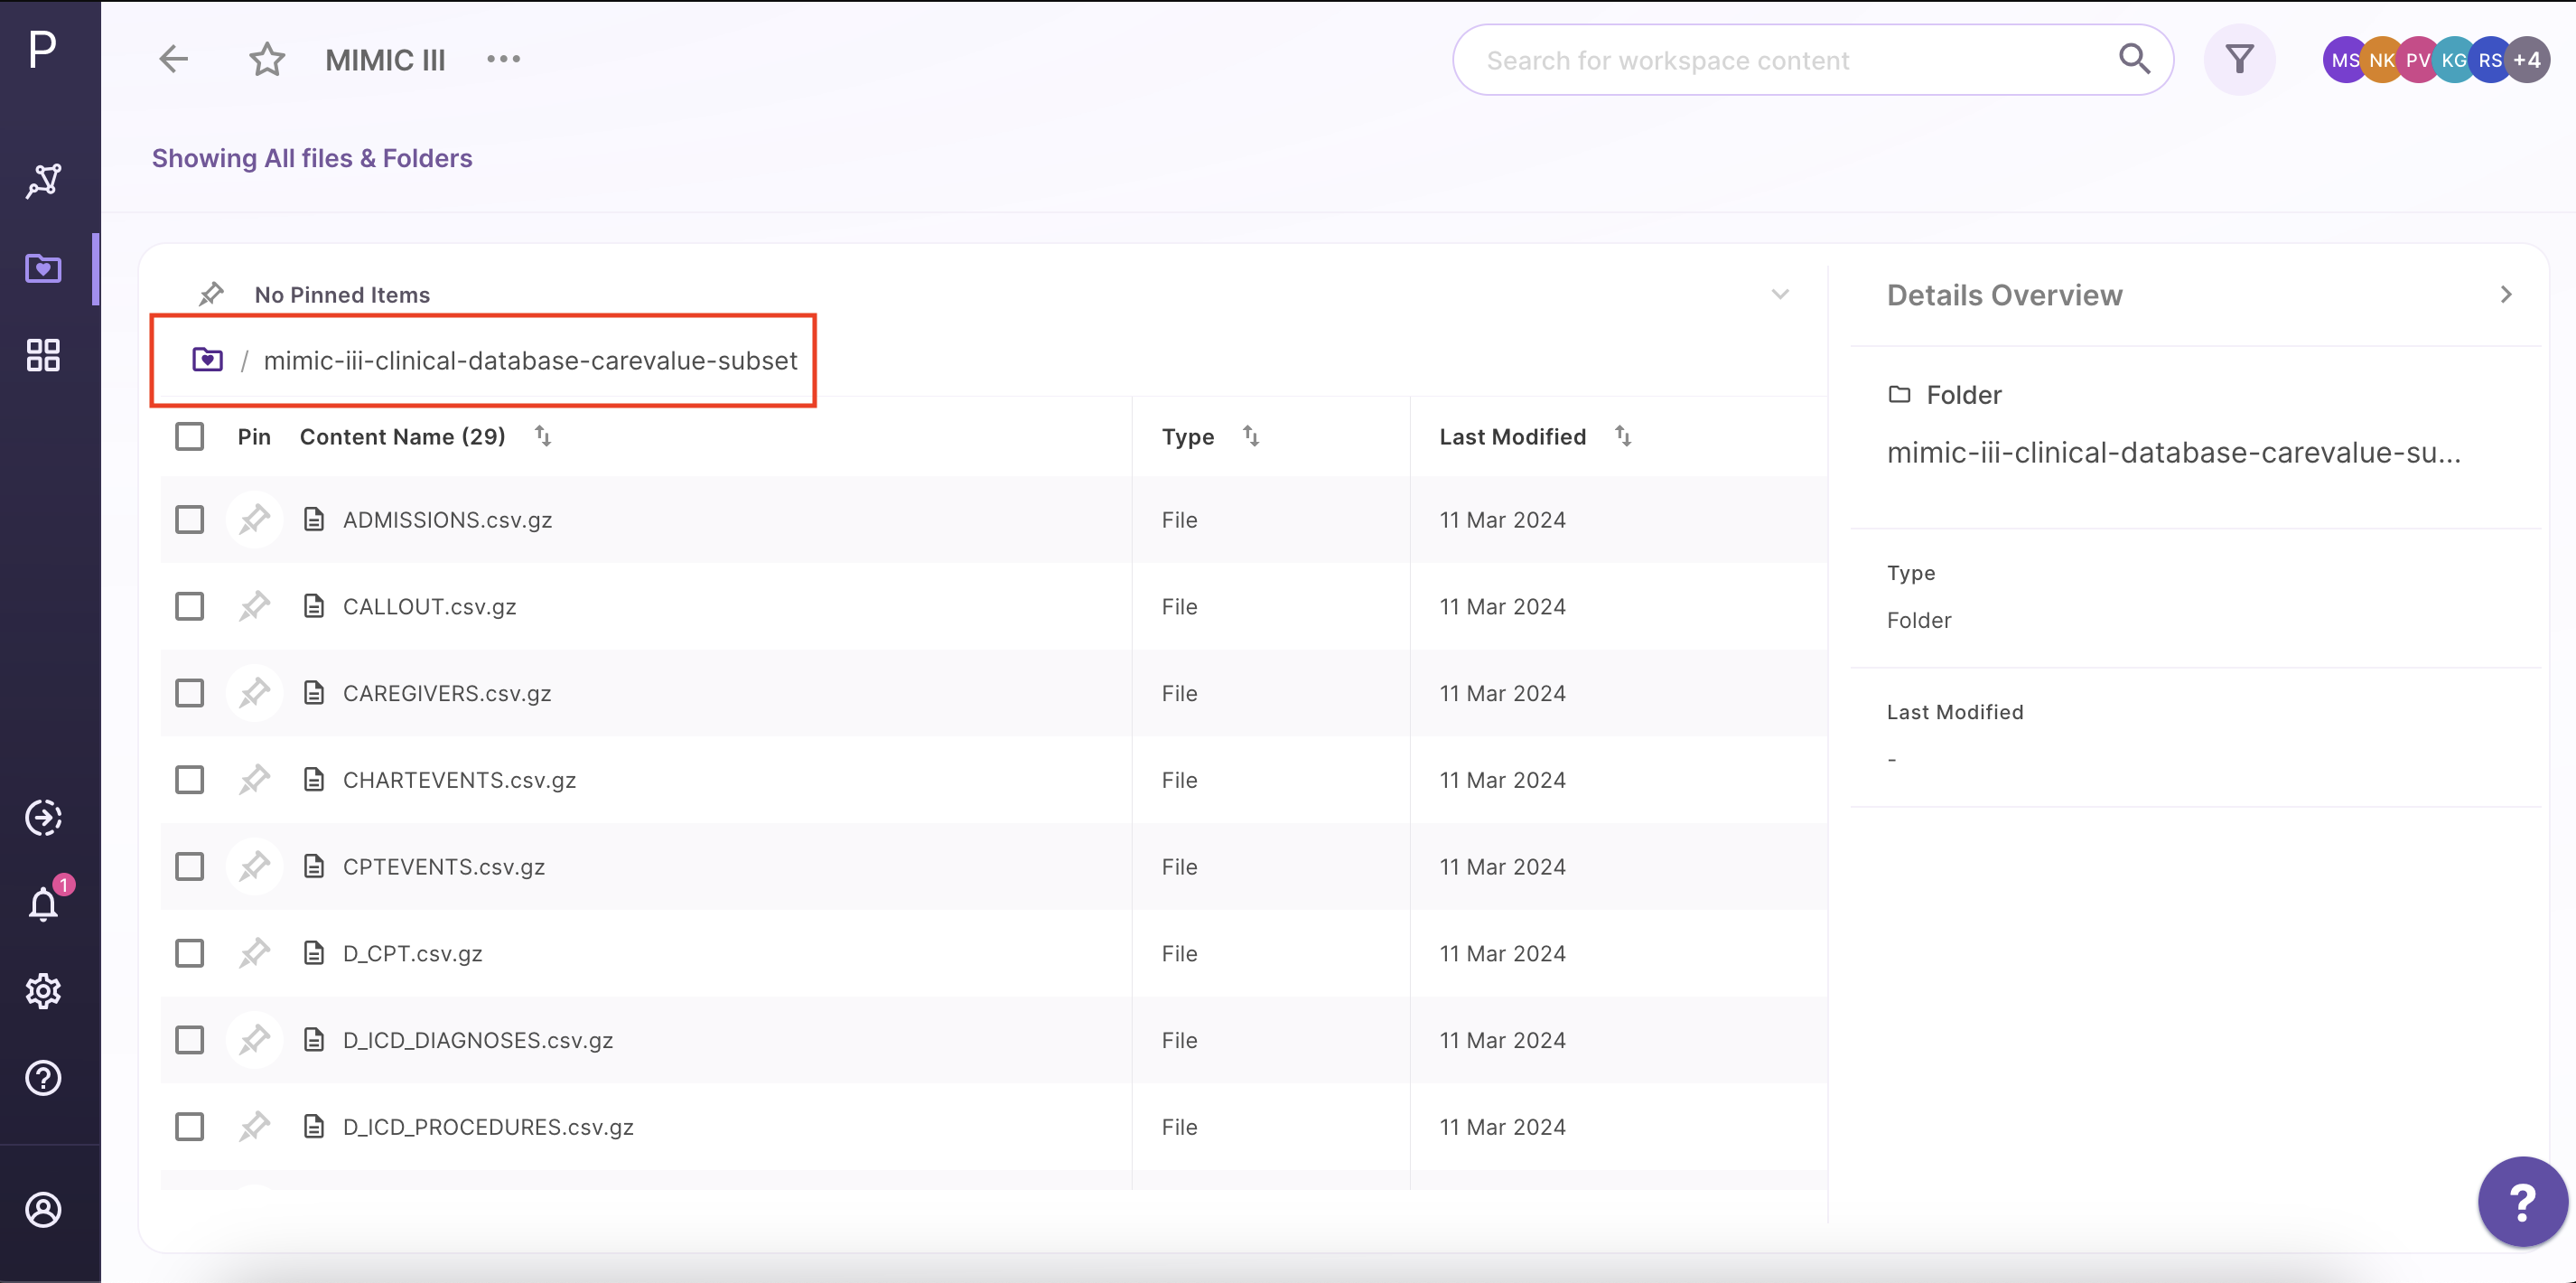 P
MIMIC III
Search for workspace content
MS NK PV KG RS +4
Showing All files & Folders
No Pinned Items
Details Overview
/ mimic-iii-clinical-database-carevalue-subset
Folder
mimic-iii-clinical-database-carevalue-su...
Pin Content Name (29) Type Last Modified
ADMISSIONS.csv.gz File 11 Mar 2024
CALLOUT.csv.gz File 11 Mar 2024
CAREGIVERS.csv.gz File 11 Mar 2024
CHARTEVENTS.csv.gz File 11 Mar 2024
CPTEVENTS.csv.gz File 11 Mar 2024
D_CPT.csv.gz File 11 Mar 2024
D_ICD_DIAGNOSES.csv.gz File 11 Mar 2024
D_ICD_PROCEDURES.csv.gz File 11 Mar 2024
Type
Folder
Last Modified
-
1
?
?